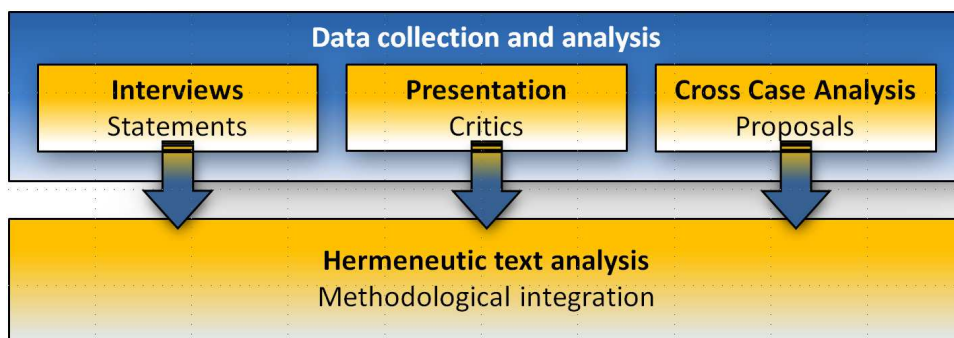 Data collection and analysis
Interviews
Statements
Presentation
Critics
Cross Case Analysis
Proposals
Hermeneutic text analysis
Methodological integration